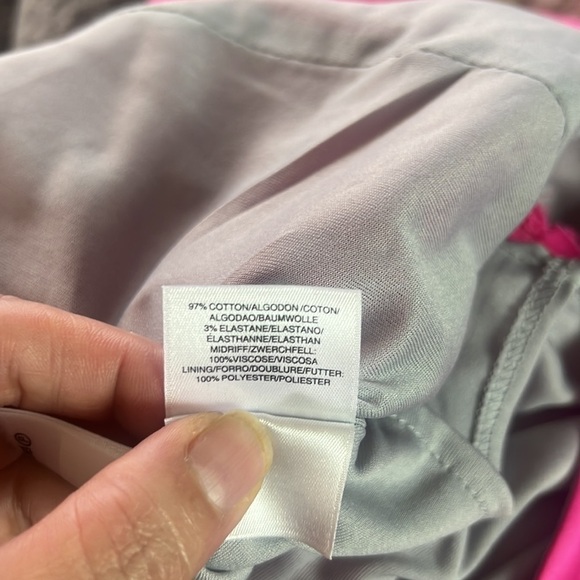 97% COTTON/ALGODON/COTON/
ALGODAO/BAUMWOLLE
3% ELASTANE/ELASTANO/
ÉLASTHANNE/ELASTHAN
MIDRIFF/ZWERCHFELL:
100%VISCOSE/VISCOSA
LINING/FORRO/DOUBLURE/FUTTER:
100% POLYESTER/POLIESTER